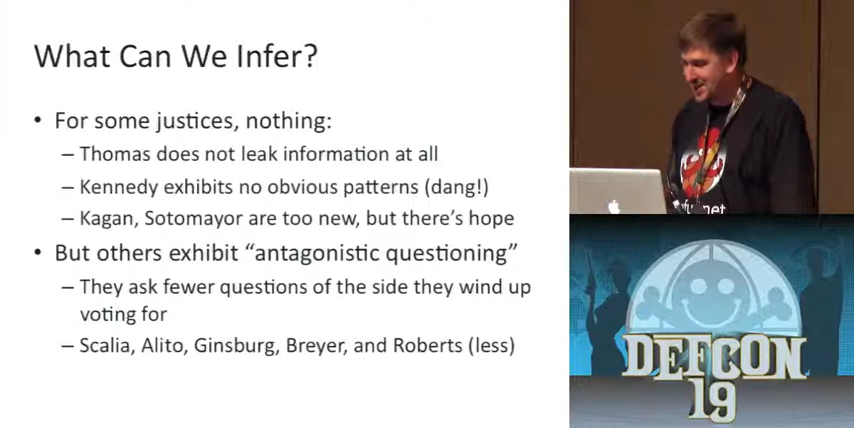 What Can We Infer?
• For some justices, nothing:
– Thomas does not leak information at all
– Kennedy exhibits no obvious patterns (dang!)
– Kagan, Sotomayor are too new, but there's hope
• But others exhibit “antagonistic questioning”
– They ask fewer questions of the side they wind up
voting for
– Scalia, Alito, Ginsburg, Breyer, and Roberts (less)
DEFCON
19